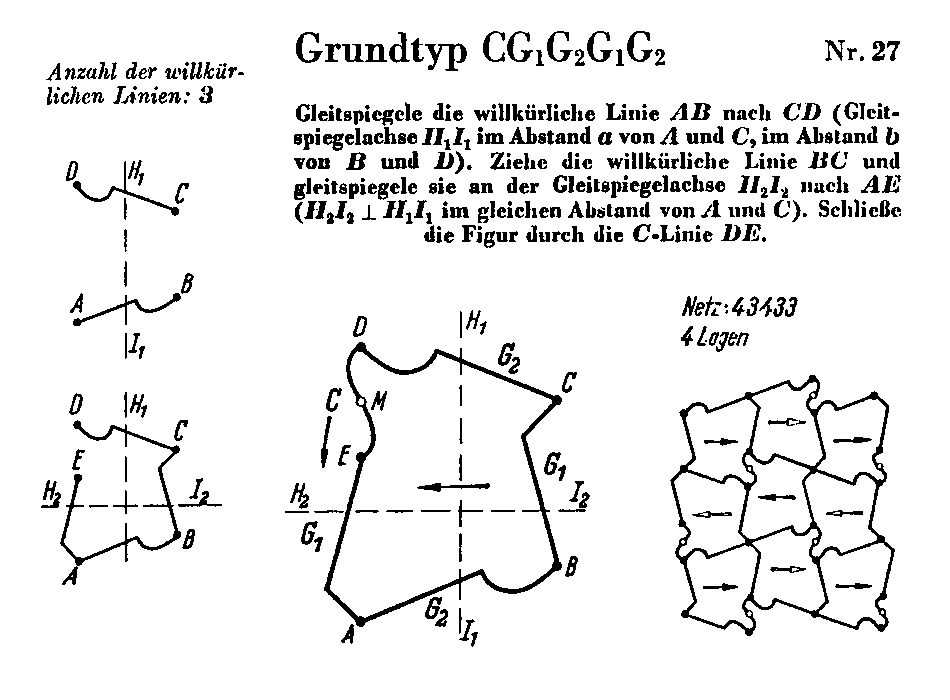 Grundtyp CG₁G₂G₁G₂
Nr. 27
Anzahl der willkür-
lichen Linien: 3
Gleitspiegele die willkürliche Linie AB nach CD (Gleit-
spiegelachse H₁I₁ im Abstand a von A und C, im Abstand b
von B und D). Ziehe die willkürliche Linie BC und
gleitspiegele sie an der Gleitspiegelachse H₂I₂ nach AE
(H₂I₂ ⊥ H₁I₁ im gleichen Abstand von A und C). Schließe
die Figur durch die C-Linie DE.
D
H₁
C
A
B
I₁
D
H₁
C
E
H₂
I₂
B
A
D
H₁
G₂
C
C
M
E
G₁
H₂
I₂
G₁
B
G₂
A
I₁
Netz: 43433
4 Lagen